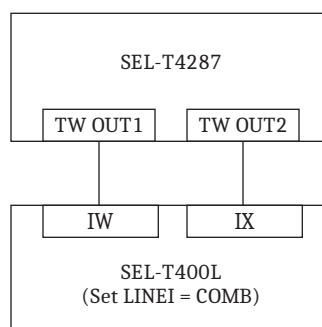 SEL-T4287
TW OUT1 TW OUT2
IW IX
SEL-T400L
(Set LINEI = COMB)